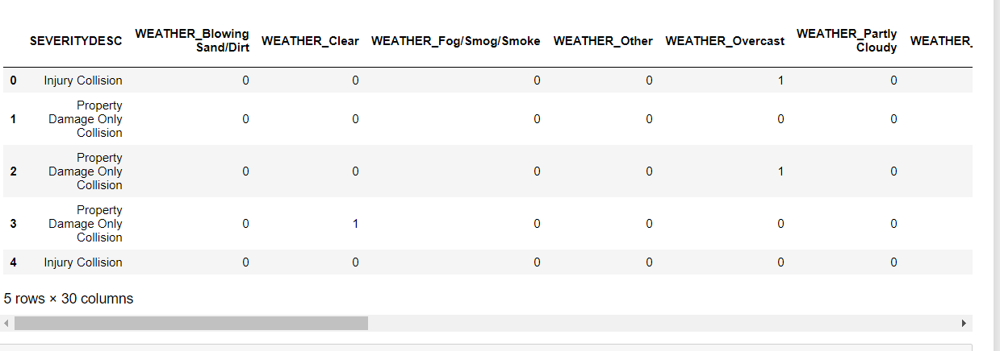 SEVERITYDESC WEATHER_Blowing Sand/Dirt WEATHER_Clear WEATHER_Fog/Smog/Smoke WEATHER_Other WEATHER_Overcast WEATHER_Partly Cloudy WEATHER_
0 Injury Collision 0 0 0 0 1 0
1 Property Damage Only Collision 0 0 0 0 0 0
2 Property Damage Only Collision 0 0 0 0 1 0
3 Property Damage Only Collision 0 1 0 0 0 0
4 Injury Collision 0 0 0 0 0 0
5 rows × 30 columns